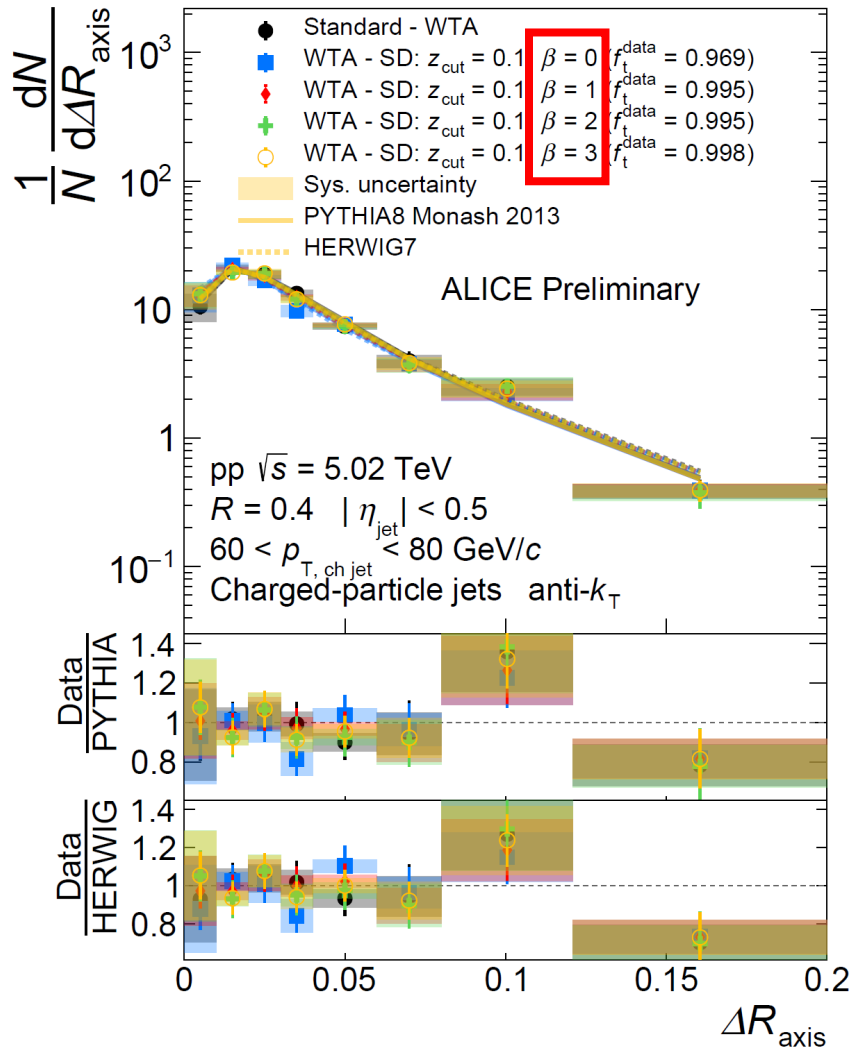 Standard - WTA
WTA - SD: z_cut = 0.1 β = 0 (f_t^data = 0.969)
WTA - SD: z_cut = 0.1 β = 1 (f_t^data = 0.995)
WTA - SD: z_cut = 0.1 β = 2 (f_t^data = 0.995)
WTA - SD: z_cut = 0.1 β = 3 (f_t^data = 0.998)
Sys. uncertainty
PYTHIA8 Monash 2013
HERWIG7
ALICE Preliminary
1/N dN/dΔR_axis
10^3
10^2
10
1
10^−1
pp √s = 5.02 TeV
R = 0.4 | η_jet| < 0.5
60 < p_T, ch jet < 80 GeV/c
Charged-particle jets anti-k_T
Data
PYTHIA
1.4
1.2
1
0.8
Data
HERWIG
1.4
1.2
1
0.8
0 0.05 0.1 0.15 0.2
ΔR_axis